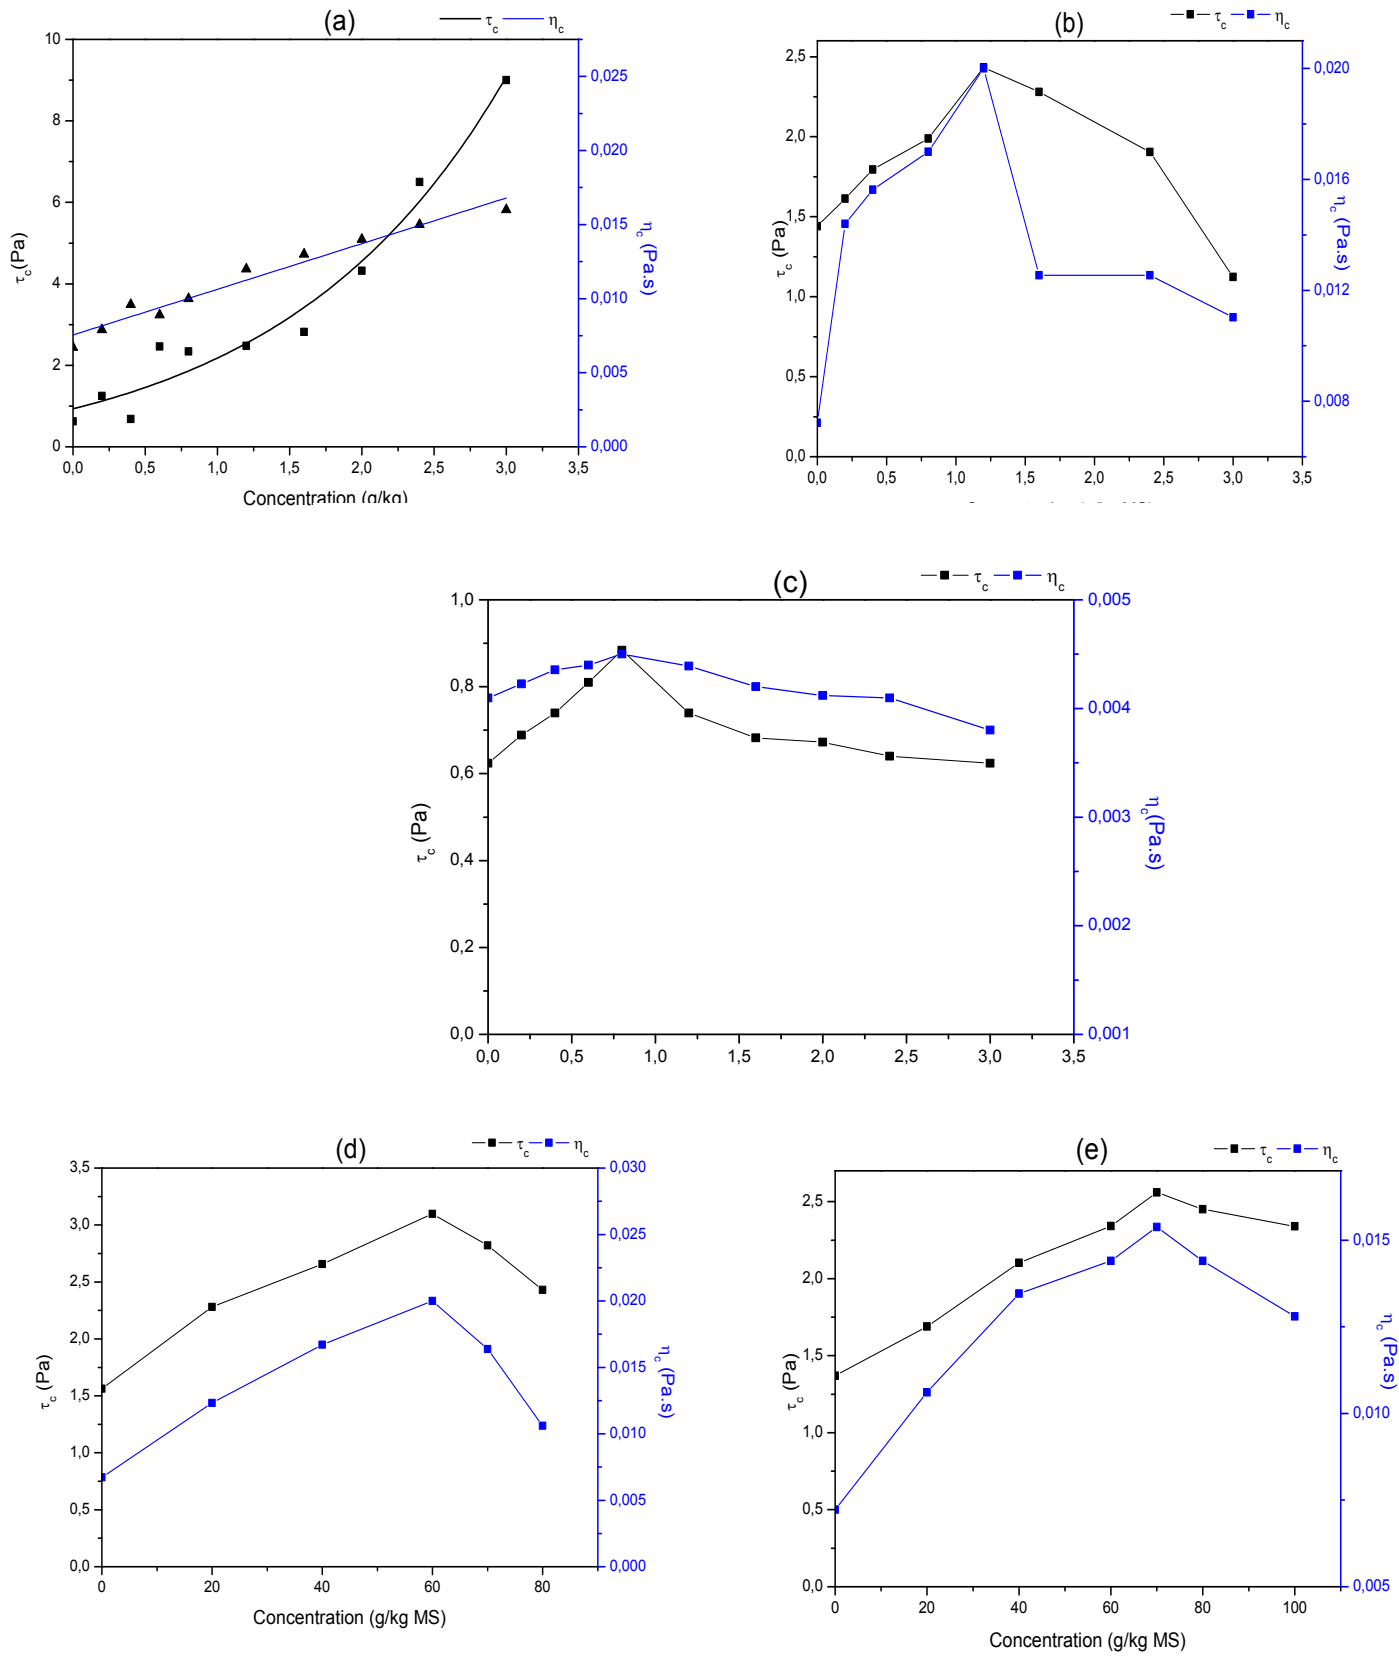 (a)
τc ηc
10
8
6
4
2
0
τc(Pa)
0,025
0,020
0,015
0,010
0,005
0,000
ηc (Pa.s)
0,0 0,5 1,0 1,5 2,0 2,5 3,0 3,5
Concentration (g/kg)
(b)
τc ηc
2,5
2,0
1,5
1,0
0,5
0,0
τc (Pa)
0,020
0,016
0,012
0,008
ηc (Pa.s)
0,0 0,5 1,0 1,5 2,0 2,5 3,0 3,5
(c)
τc ηc
1,0
0,8
0,6
0,4
0,2
0,0
τc (Pa)
0,005
0,004
0,003
0,002
0,001
ηc(Pa.s)
0,0 0,5 1,0 1,5 2,0 2,5 3,0 3,5
(d)
τc ηc
3,5
3,0
2,5
2,0
1,5
1,0
0,5
0,0
τc (Pa)
0,030
0,025
0,020
0,015
0,010
0,005
0,000
ηc (Pa.s)
0 20 40 60 80
Concentration (g/kg MS)
(e)
τc ηc
2,5
2,0
1,5
1,0
0,5
0,0
τc (Pa)
0,015
0,010
0,005
ηc (Pa.s)
0 20 40 60 80 100
Concentration (g/kg MS)